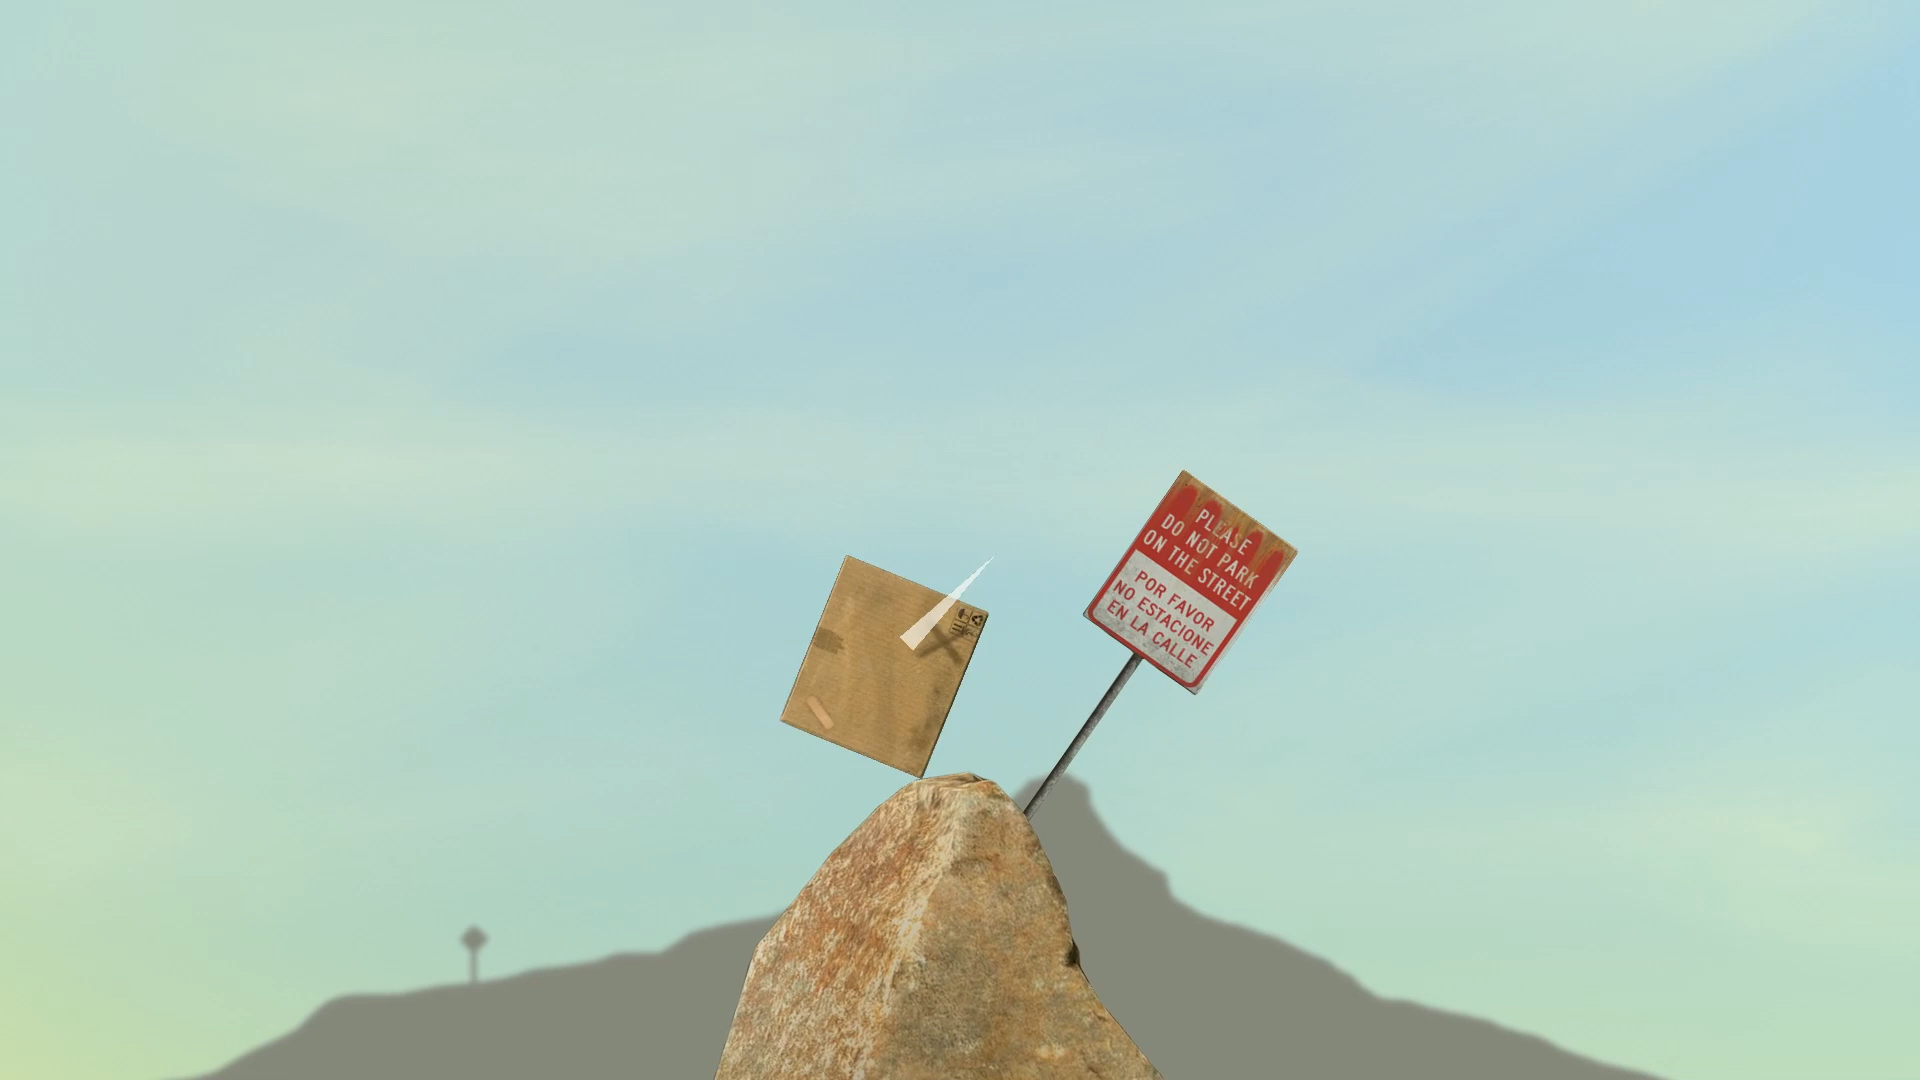 PLEASE
DO NOT PARK
ON THE STREET
POR FAVOR
NO ESTACIONE
EN LA CALLE